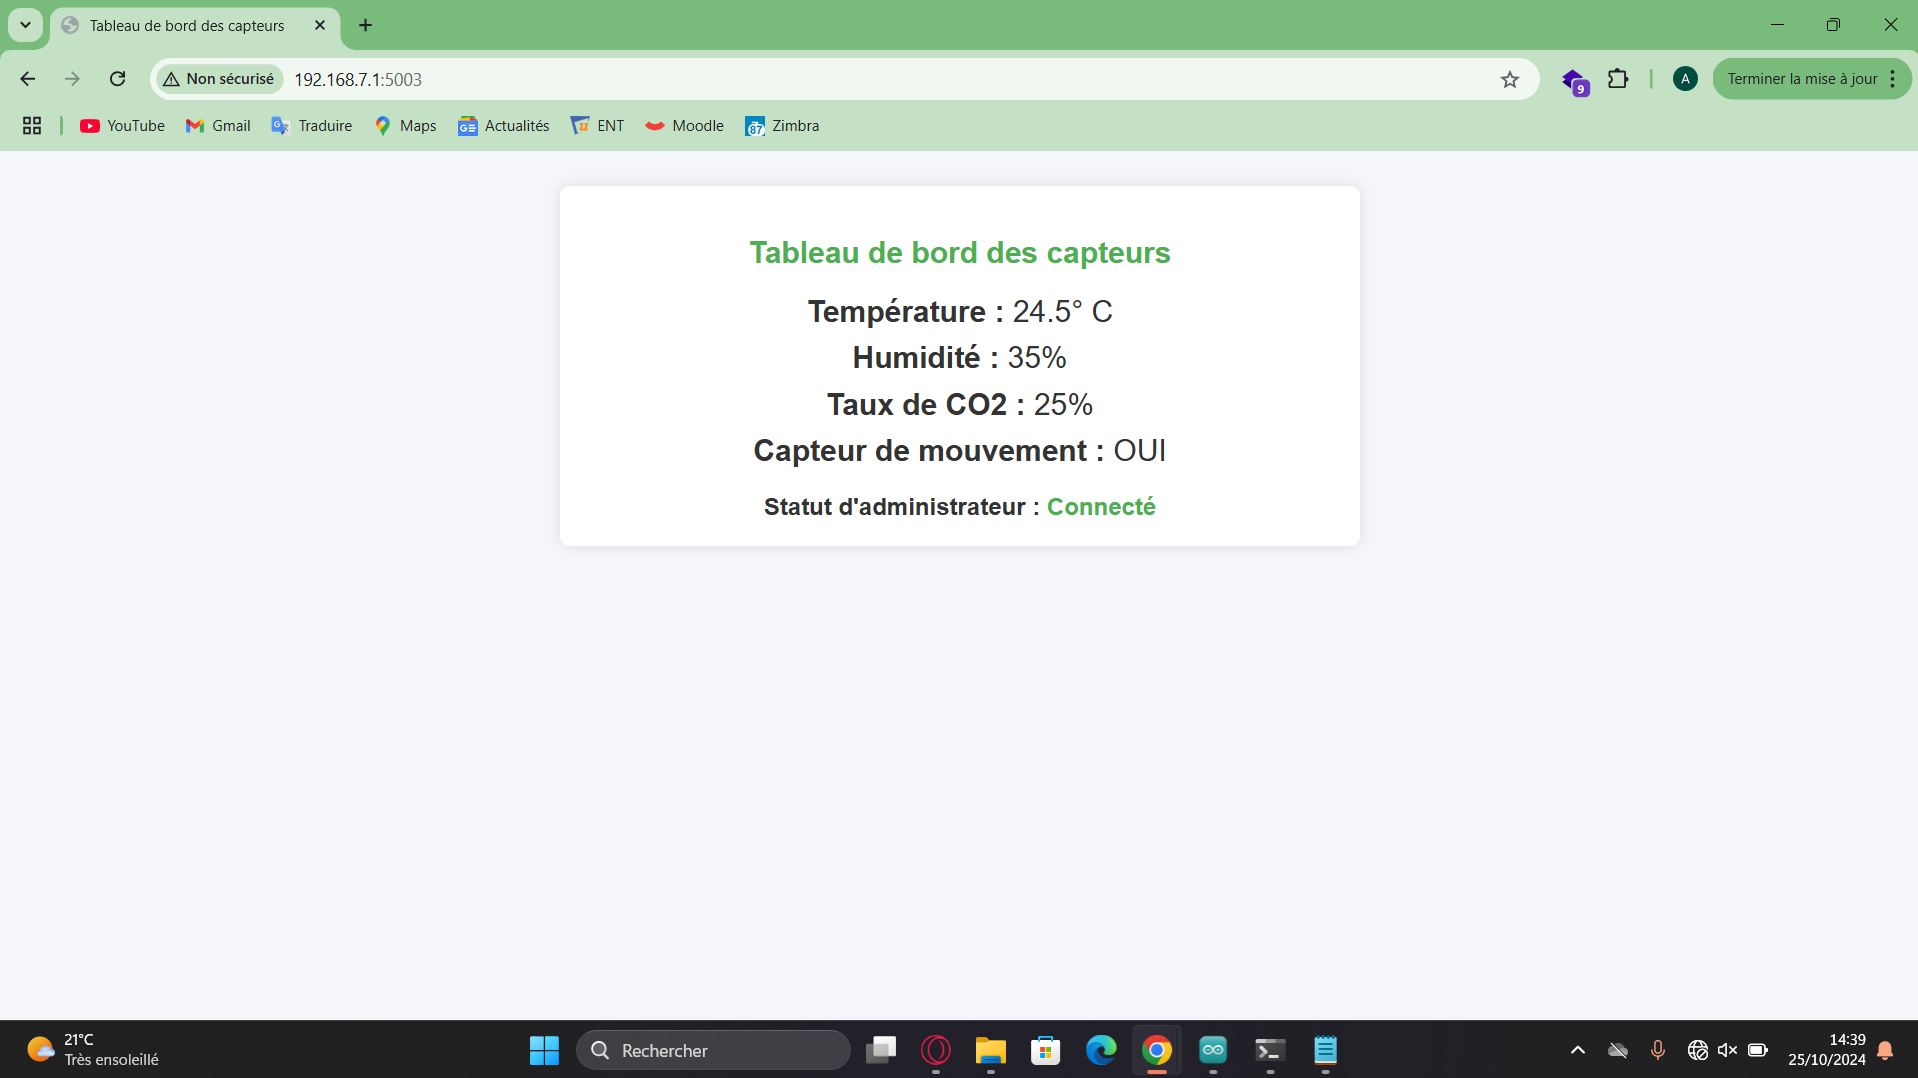 Tableau de bord des capteurs
Non sécurisé 192.168.7.1:5003 9 A Terminer la mise à jour
YouTube Gmail Traduire Maps Actualités ENT Moodle Zimbra
Tableau de bord des capteurs
Température : 24.5° C
Humidité : 35%
Taux de CO2 : 25%
Capteur de mouvement : OUI
Statut d'administrateur : Connecté
21°C
Très ensoleillé
Rechercher
14:39
25/10/2024